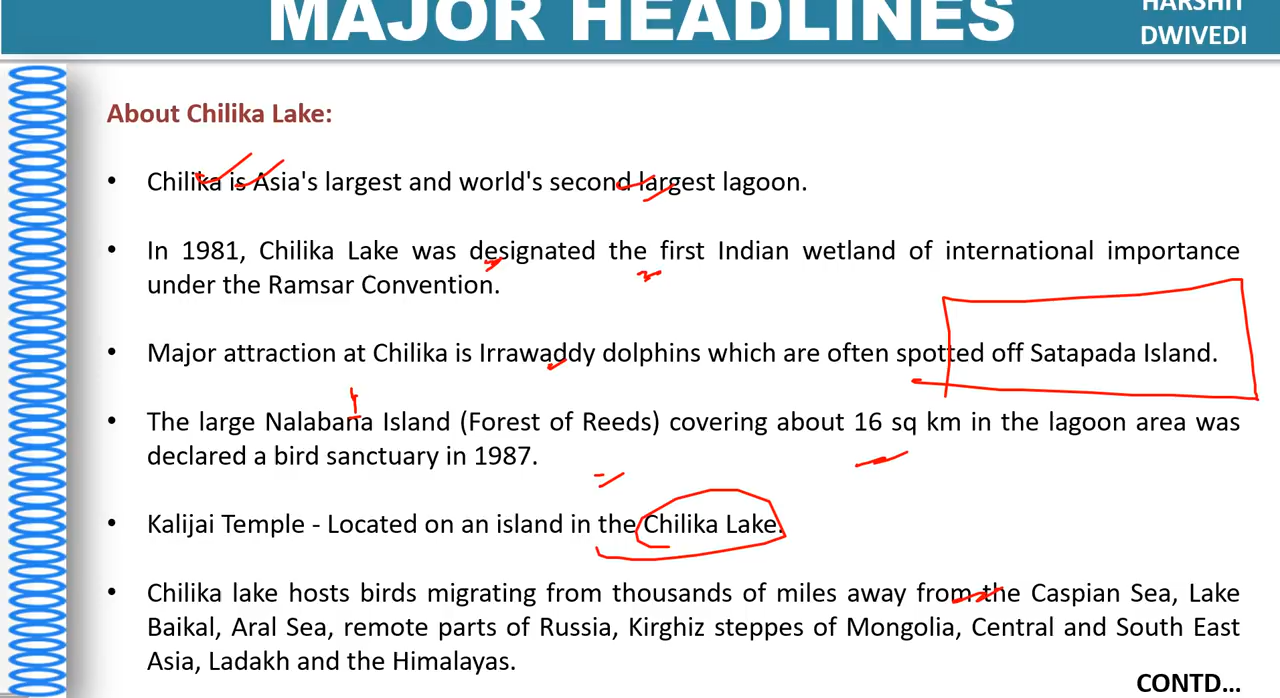 MAJOR HEADLINES
HARSHIT
DWIVEDI
About Chilika Lake:
• Chilika is Asia's largest and world's second largest lagoon.
• In 1981, Chilika Lake was designated the first Indian wetland of international importance
under the Ramsar Convention.
• Major attraction at Chilika is Irrawaddy dolphins which are often spotted off Satapada Island.
• The large Nalabana Island (Forest of Reeds) covering about 16 sq km in the lagoon area was
declared a bird sanctuary in 1987.
• Kalijai Temple - Located on an island in the Chilika Lake.
• Chilika lake hosts birds migrating from thousands of miles away from the Caspian Sea, Lake
Baikal, Aral Sea, remote parts of Russia, Kirghiz steppes of Mongolia, Central and South East
Asia, Ladakh and the Himalayas.
CONTD...